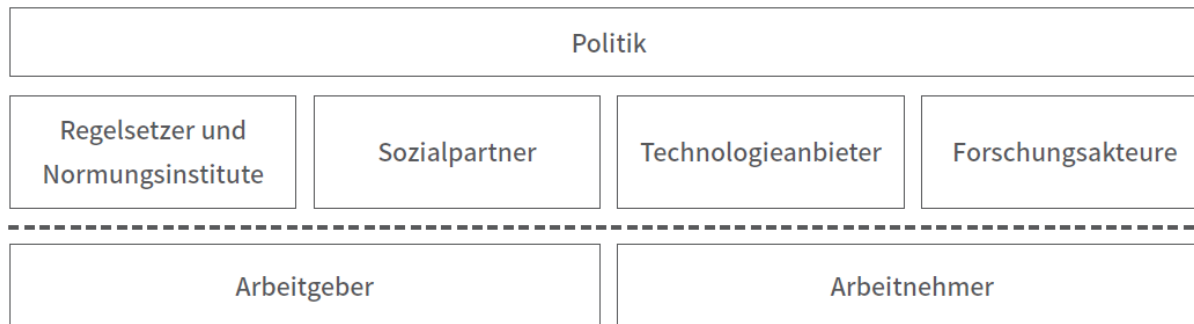 Politik
Regelsetzer und
Normungsinstitute
Sozialpartner
Technologieanbieter
Forschungsakteure
Arbeitgeber
Arbeitnehmer